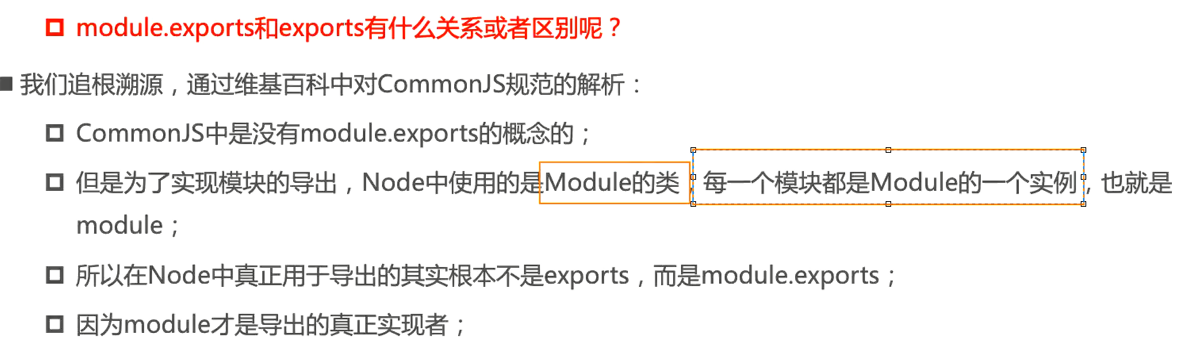 module.exports和exports有什么关系或者区别呢？
我们追根溯源，通过维基百科中对CommonJS规范的解析：
CommonJS中是没有module.exports的概念的；
但是为了实现模块的导出，Node中使用的是Module的类，每一个模块都是Module的一个实例，也就是
module；
所以在Node中真正用于导出的其实根本不是exports，而是module.exports；
因为module才是导出的真正实现者；